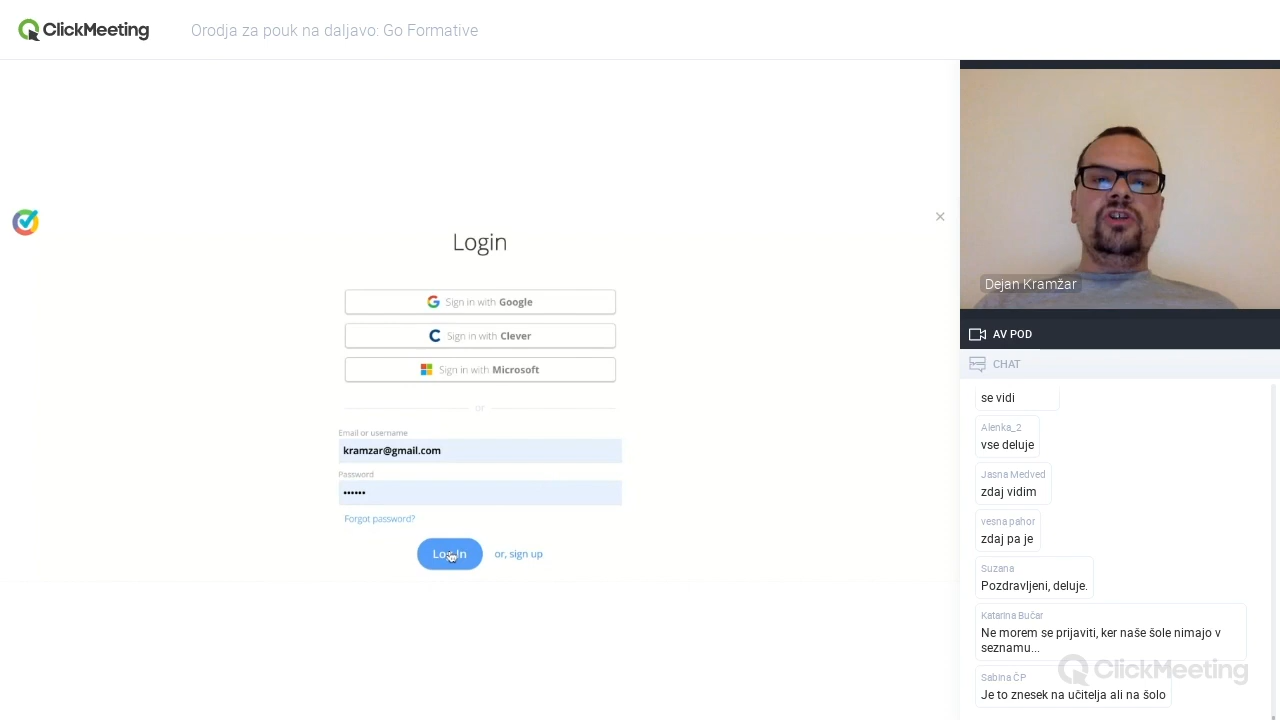 ClickMeeting
Orodja za pouk na daljavo: Go Formative
Login
Sign in with Google
Sign in with Clever
Sign in with Microsoft
or
Email or username
kramzar@gmail.com
Password
••••••
Forgot password?
Log In
or, sign up
Dejan Kramžar
AV POD
CHAT
se vidi
Alenka_2
vse deluje
Jasna Medved
zdaj vidim
vesna pahor
zdaj pa je
Suzana
Pozdravljeni, deluje.
Katarina Bučar
Ne morem se prijaviti, ker naše šole nimajo v
seznamu...
Sabina ČP
Je to znesek na učitelja ali na šolo
ClickMeeting